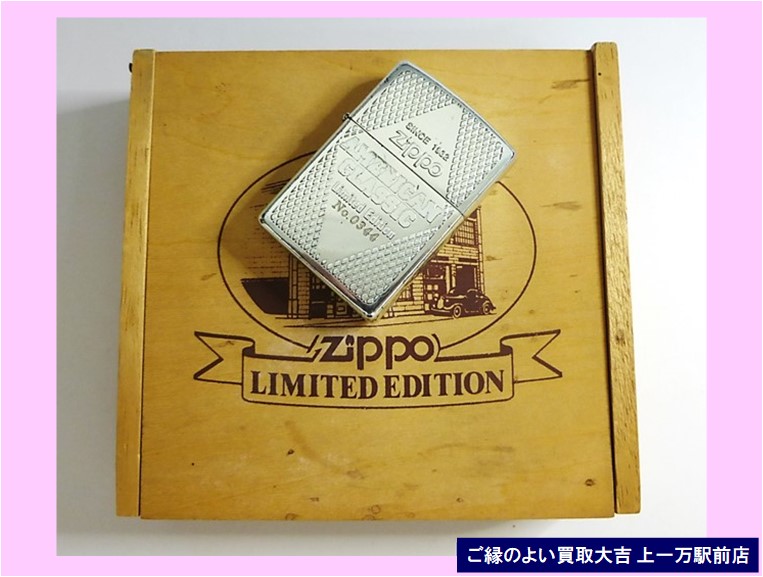 SINCE 1932
Zippo
AMERICAN
CLASSIC
Limited Edition
No.0366
Zippo
LIMITED EDITION
ご縁のよい買取大吉 上一万駅前店